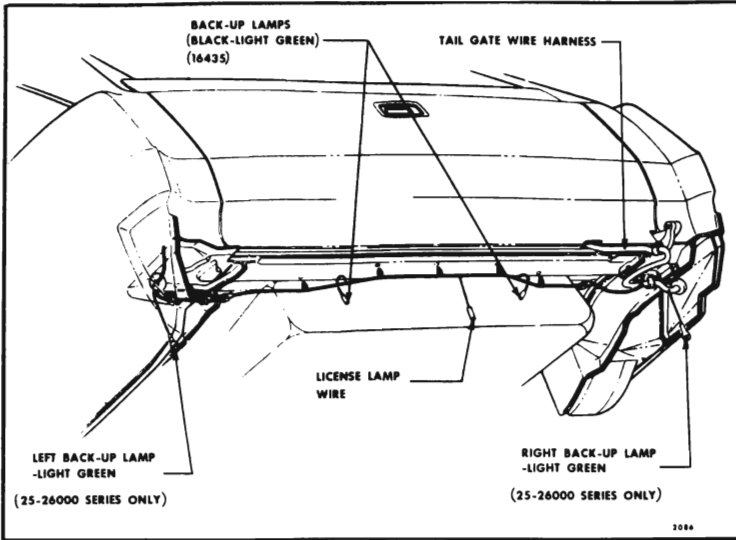 BACK-UP LAMPS
(BLACK-LIGHT GREEN)
(16435)
TAIL GATE WIRE HARNESS
LICENSE LAMP
WIRE
LEFT BACK-UP LAMP
-LIGHT GREEN
(25-26000 SERIES ONLY)
RIGHT BACK-UP LAMP
-LIGHT GREEN
(25-26000 SERIES ONLY)
2086